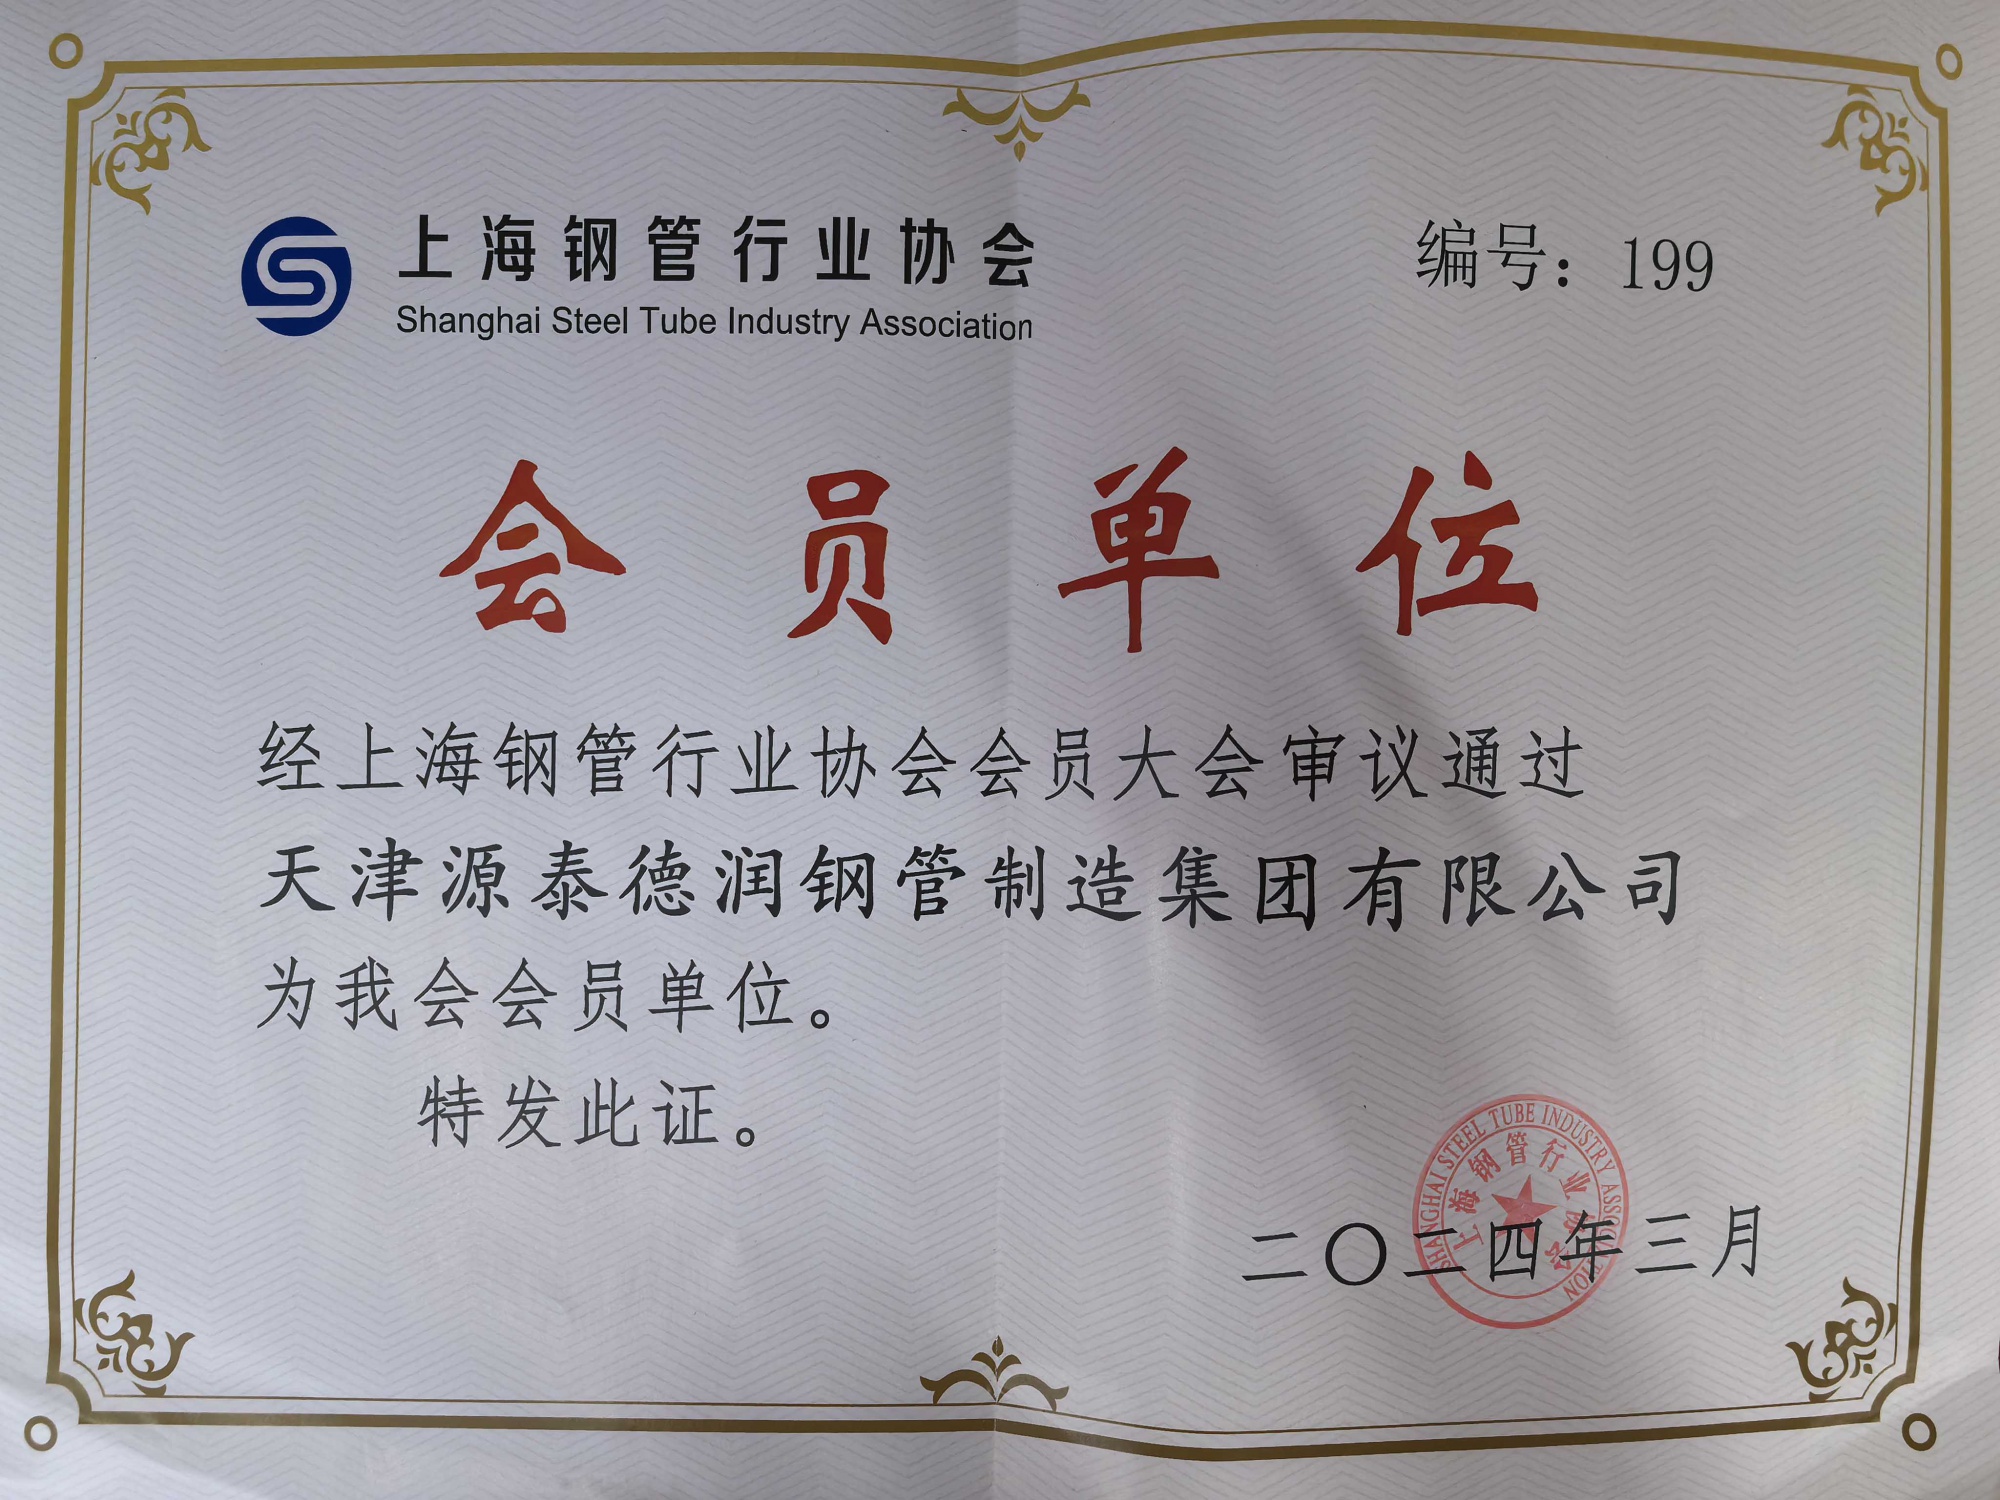 上海钢管行业协会
Shanghai Steel Tube Industry Association
编号：199
会员单位
经上海钢管行业协会会员大会审议通过
天津源泰德润钢管制造集团有限公司
为我会会员单位。
特发此证。
SHANGHAI STEEL TUBE INDUSTRY ASSOCIATION
上海钢管行业协会
二〇二四年三月